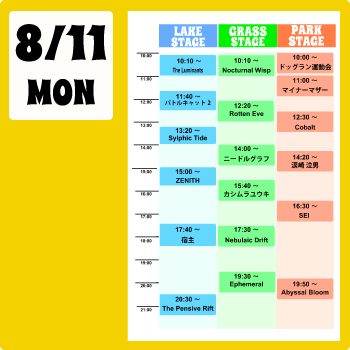 8/11
MON
LAKE
STAGE
GRASS
STAGE
PARK
STAGE
10:00
11:00
12:00
13:00
14:00
15:00
16:00
17:00
18:00
19:00
20:00
21:00
10:10 ～
The Luminants
11:40 ～
バトルキャット2
13:20 ～
Sylphic Tide
15:00 ～
ZENITH
17:40 ～
宿主
20:30 ～
The Pensive Rift
10:10 ～
Nocturnal Wisp
12:20 ～
Rotten Eve
14:00 ～
ニードルグラフ
15:40 ～
カシムラユウキ
17:30 ～
Nebulaic Drift
19:30 ～
Ephemeral
10:00 ～
ドッグラン運動会
11:00 ～
マイナーマザー
12:30 ～
Cobalt
14:20 ～
涙崎 泣男
16:30 ～
SEI
19:50 ～
Abyssal Bloom